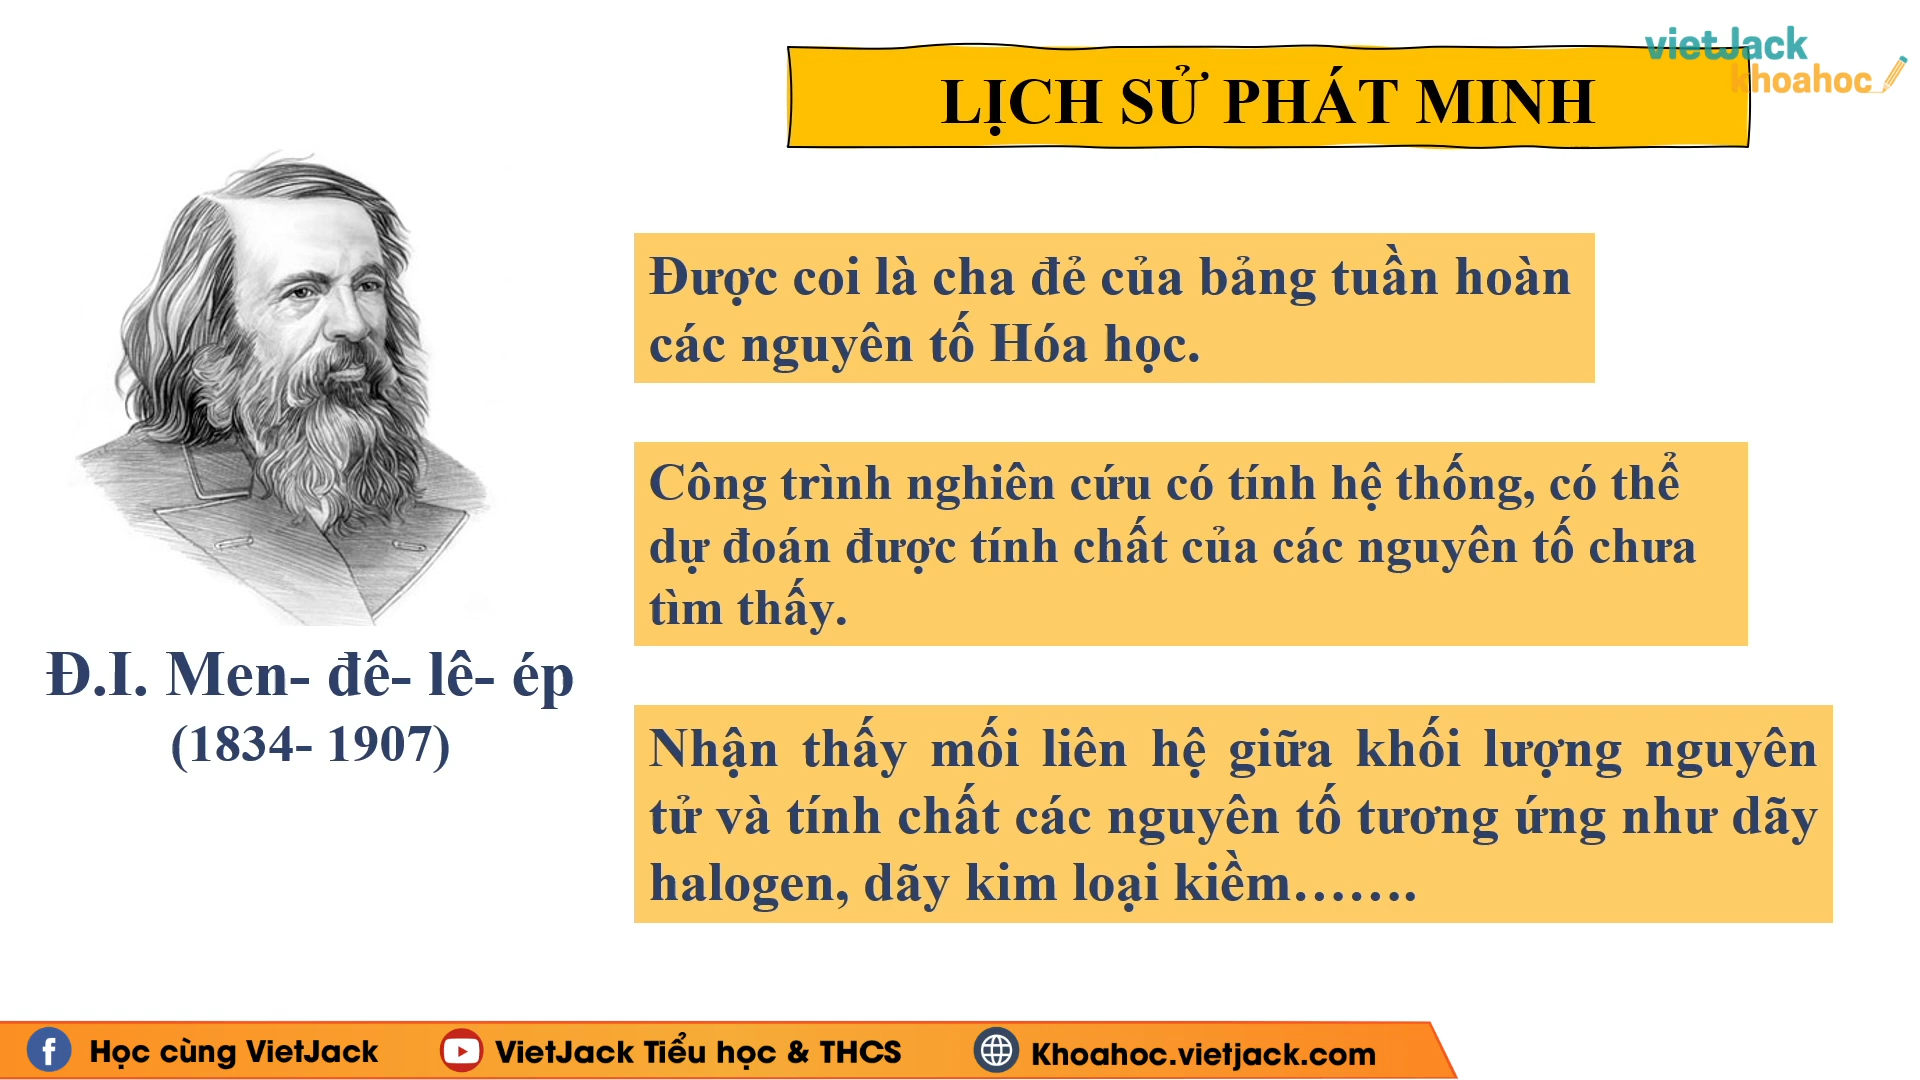 vietJack
khoahoc
LỊCH SỬ PHÁT MINH
Được coi là cha đẻ của bảng tuần hoàn
các nguyên tố Hóa học.
Công trình nghiên cứu có tính hệ thống, có thể
dự đoán được tính chất của các nguyên tố chưa
tìm thấy.
Đ.I. Men- đê- lê- ép
(1834- 1907)
Nhận thấy mối liên hệ giữa khối lượng nguyên
tử và tính chất các nguyên tố tương ứng như dãy
halogen, dãy kim loại kiềm…….
Học cùng VietJack
VietJack Tiểu học & THCS
Khoahoc.vietjack.com